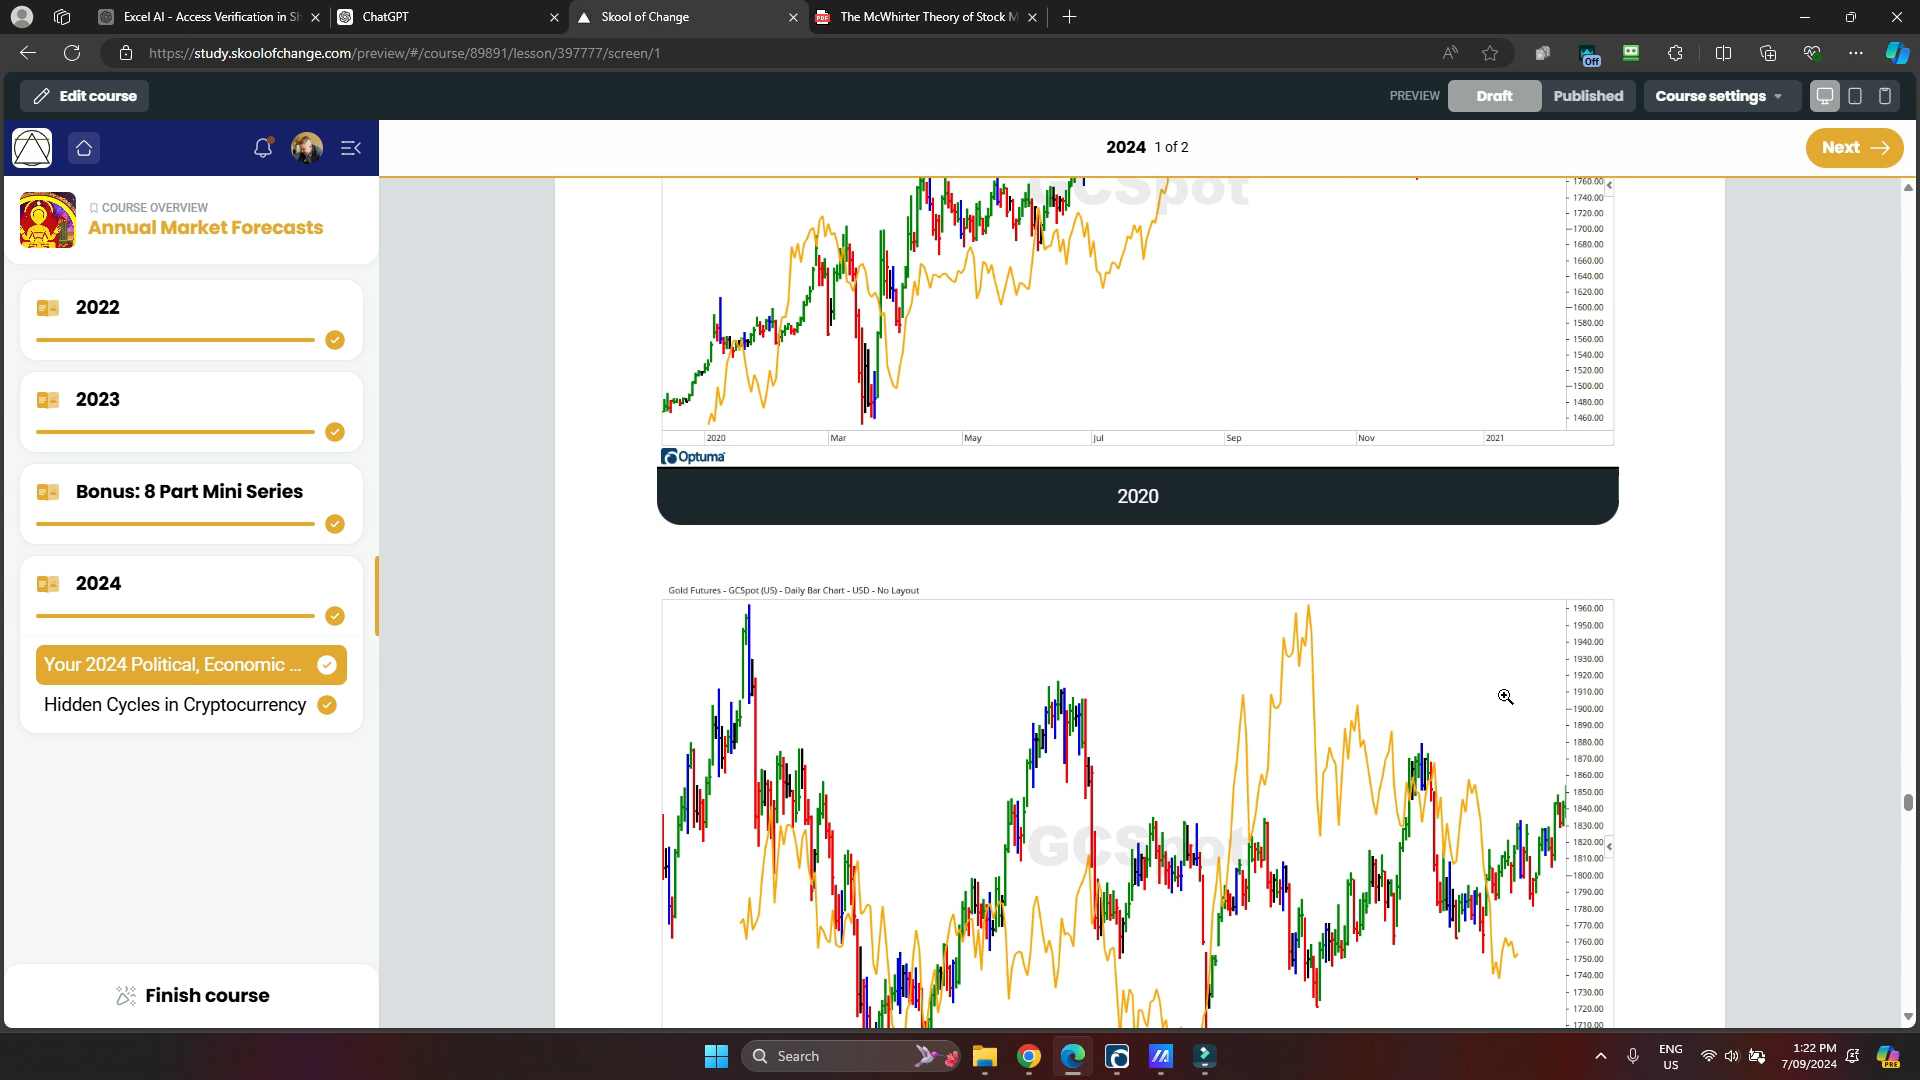 Excel AI - Access Verification in Sh
ChatGPT
Skool of Change
The McWhirter Theory of Stock M
https://study.skoolofchange.com/preview/#/course/89891/lesson/397777/screen/1
Off
Edit course
PREVIEW
Draft
Published
Course settings
2024 1 of 2
Next
COURSE OVERVIEW
Annual Market Forecasts
2022
2023
Bonus: 8 Part Mini Series
2024
Your 2024 Political, Economic ...
Hidden Cycles in Cryptocurrency
Finish course
GCSpot
1760.00
1740.00
1720.00
1700.00
1680.00
1660.00
1640.00
1620.00
1600.00
1580.00
1560.00
1540.00
1520.00
1500.00
1480.00
1460.00
2020 Mar May Jul Sep Nov 2021
Optuma
2020
Gold Futures - GCSpot (US) - Daily Bar Chart - USD - No Layout
GCSpot
1960.00
1950.00
1940.00
1930.00
1920.00
1910.00
1900.00
1890.00
1880.00
1870.00
1860.00
1850.00
1840.00
1830.00
1820.00
1810.00
1800.00
1790.00
1780.00
1770.00
1760.00
1750.00
1740.00
1730.00
1720.00
1710.00
Search
ENG
US
1:22 PM
7/09/2024
PRE